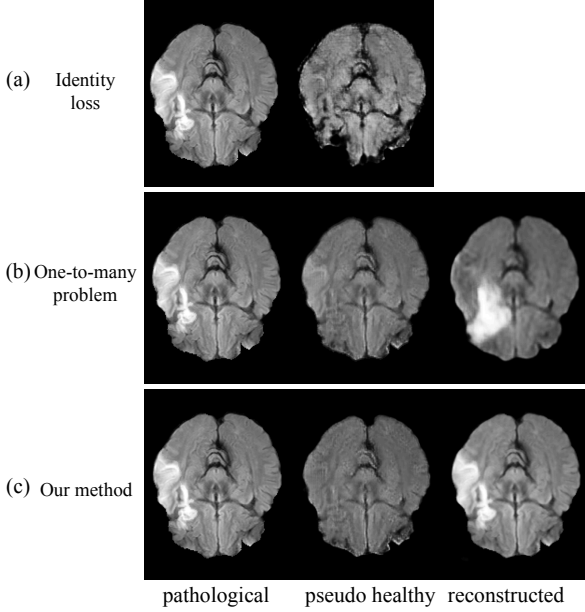 (a) Identity
loss
(b) One-to-many
problem
(c) Our method
pathological pseudo healthy reconstructed